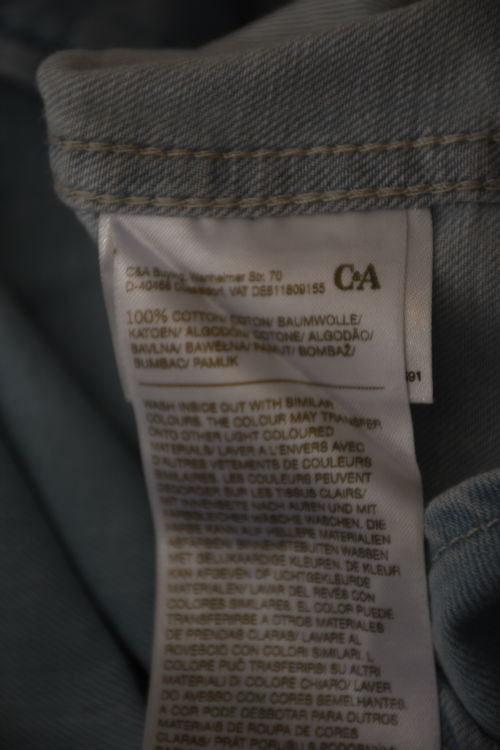 C&A Buying, Wanheimer Str. 70
D-40468 Düsseldorf, VAT DE811809155
C&A
100% COTTON/ COTON/ BAUMWOLLE/
KATOEN/ ALGODÓN/ COTONE/ ALGODÃO/
BAVLNA/ BAWEŁNA/ PAMUT/ BOMBAŽ/
BUMBAC/ PAMUK
91
WASH INSIDE OUT WITH SIMILAR
COLOURS. THE COLOUR MAY TRANSFER
ONTO OTHER LIGHT COLOURED
MATERIALS/ LAVER A L'ENVERS AVEC
D'AUTRES VÊTEMENTS DE COULEURS
SIMILAIRES. LES COULEURS PEUVENT
DÉGORGER SUR LES TISSUS CLAIRS/
MIT ÄHNLICHER WÄSCHE WASCHEN. DIE
FARBE KANN AUF HELLERE MATERIALIEN
BINNENSTEBUITEN WASSEN
MET GELIJKAARDIGE KLEUREN. DE KLEUR
KAN AFGEVEN OP LICHTGEKLEURDE
MATERIALEN/ LAVAR DEL REVÉS CON
COLORES SIMILARES. EL COLOR PUEDE
TRANSFERIRSE A OTROS MATERIALES
DE PRENDAS CLARAS/ LAVARE AL
ROVESCIO CON COLORI SIMILARI. IL
COLORE PUÒ TRASFERIRSI SU ALTRI
MATERIALI DI COLORE CHIARO/ LAVAR
DO AVESSO COM CORES SEMELHANTES.
A COR PODE DESBOTAR PARA OUTROS
MATERIAIS DE ROUPA DE CORES
CLARAS/ PRÁT